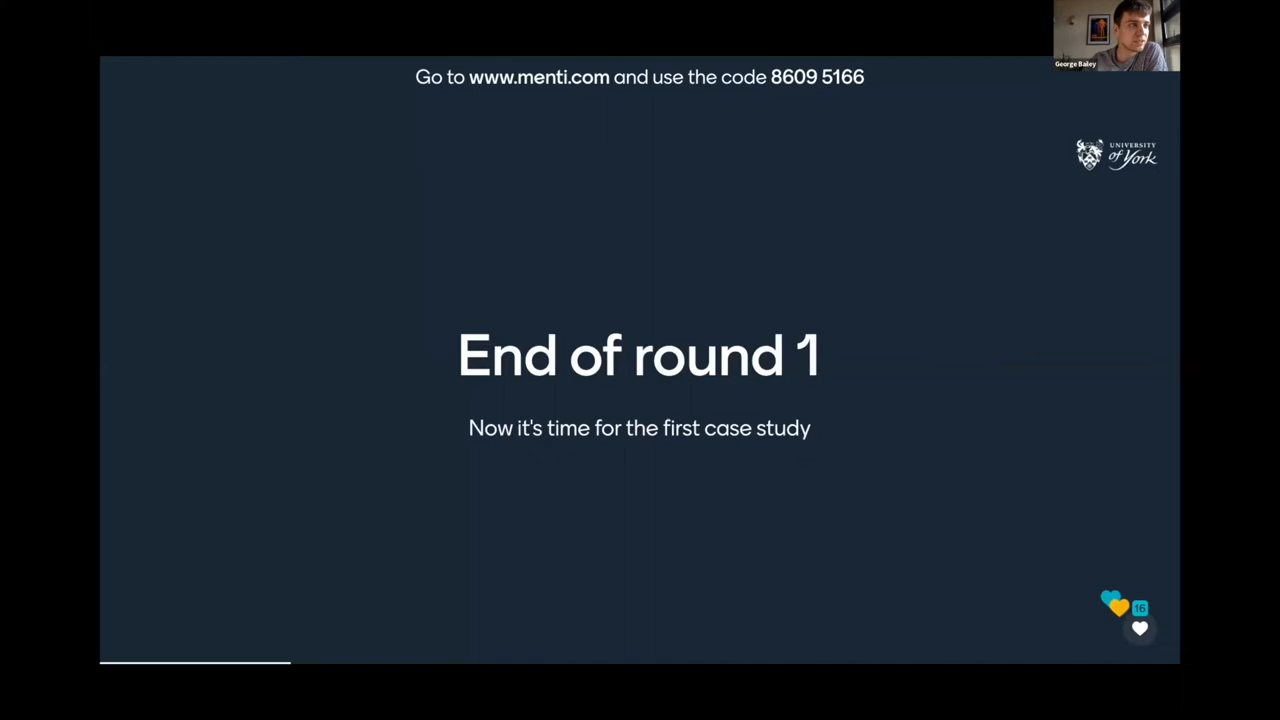 Go to www.menti.com and use the code 8609 5166
George Bailey
UNIVERSITY
of York
End of round 1
Now it's time for the first case study
16